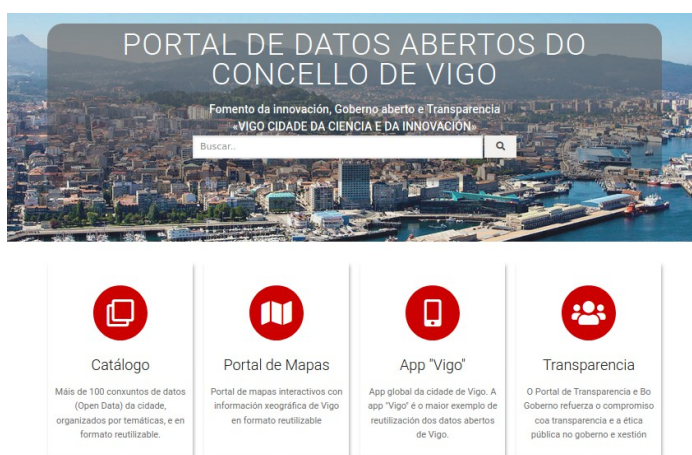 PORTAL DE DATOS ABERTOS DO
CONCELLO DE VIGO
Fomento da innovación, Goberno aberto e Transparencia
«VIGO CIDADE DA CIENCIA E DA INNOVACIÓN»
Buscar..
Catálogo
Máis de 100 conxuntos de datos
(Open Data) da cidade,
organizados por temáticas, e en
formato reutilizable.
Portal de Mapas
Portal de mapas interactivos con
información xeográfica de Vigo
en formato reutilizable
App "Vigo"
App global da cidade de Vigo. A
app "Vigo" é o maior exemplo de
reutilización dos datos abertos
de Vigo.
Transparencia
O Portal de Transparencia e Bo
Goberno refuerza o compromiso
coa transparencia e a ética
pública no goberno e xestión